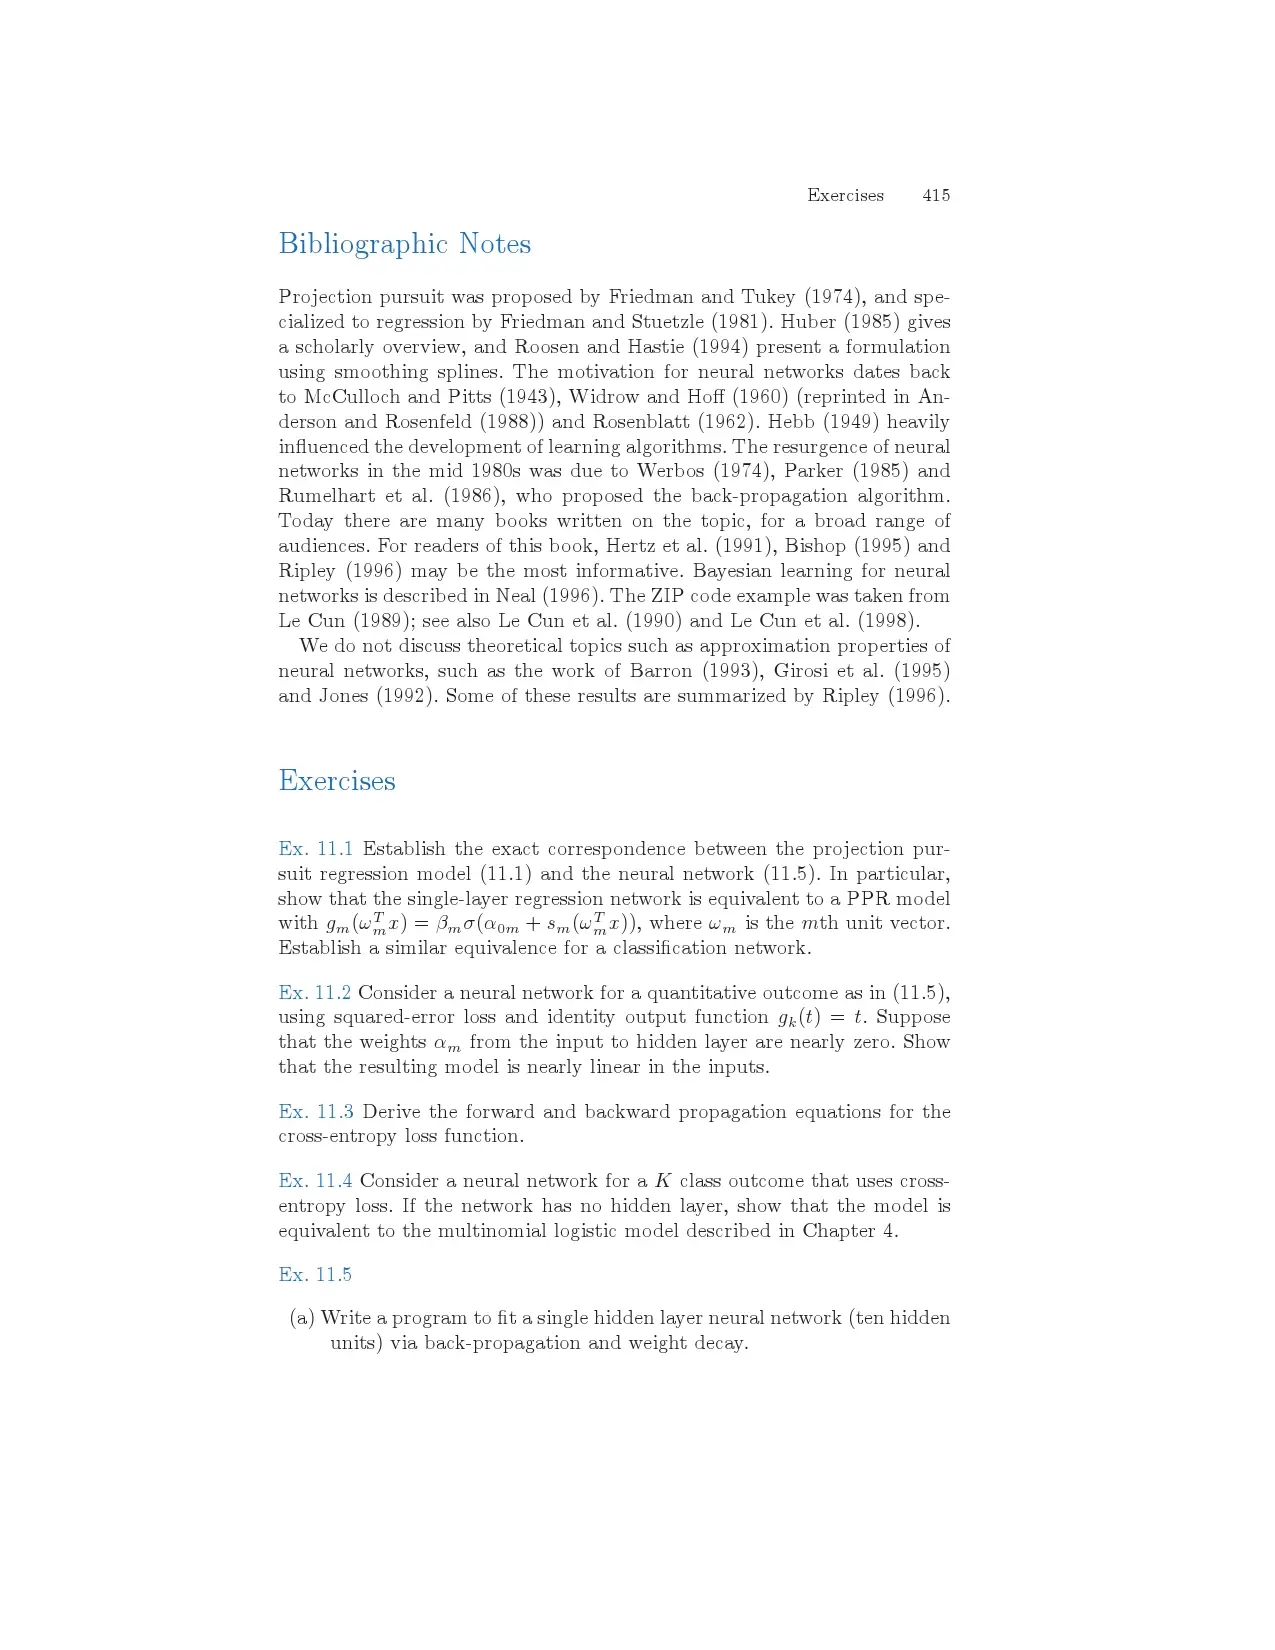 Exercises 415
Bibliographic Notes
Projection pursuit was proposed by Friedman and Tukey (1974), and spe-
cialized to regression by Friedman and Stuetzle (1981). Huber (1985) gives
a scholarly overview, and Roosen and Hastie (1994) present a formulation
using smoothing splines. The motivation for neural networks dates back
to McCulloch and Pitts (1943), Widrow and Hoff (1960) (reprinted in An-
derson and Rosenfeld (1988)) and Rosenblatt (1962). Hebb (1949) heavily
influenced the development of learning algorithms. The resurgence of neural
networks in the mid 1980s was due to Werbos (1974), Parker (1985) and
Rumelhart et al. (1986), who proposed the back-propagation algorithm.
Today there are many books written on the topic, for a broad range of
audiences. For readers of this book, Hertz et al. (1991), Bishop (1995) and
Ripley (1996) may be the most informative. Bayesian learning for neural
networks is described in Neal (1996). The ZIP code example was taken from
Le Cun (1989); see also Le Cun et al. (1990) and Le Cun et al. (1998).
We do not discuss theoretical topics such as approximation properties of
neural networks, such as the work of Barron (1993), Girosi et al. (1995)
and Jones (1992). Some of these results are summarized by Ripley (1996).
Exercises
Ex. 11.1 Establish the exact correspondence between the projection pur-
suit regression model (11.1) and the neural network (11.5). In particular,
show that the single-layer regression network is equivalent to a PPR model
with $g_m(\omega_m^T x) = \beta_m \sigma(\alpha_{0m} + s_m(\omega_m^T x))$, where $\omega_m$ is the $m$th unit vector.
Establish a similar equivalence for a classification network.
Ex. 11.2 Consider a neural network for a quantitative outcome as in (11.5),
using squared-error loss and identity output function $g_k(t) = t$. Suppose
that the weights $\alpha_m$ from the input to hidden layer are nearly zero. Show
that the resulting model is nearly linear in the inputs.
Ex. 11.3 Derive the forward and backward propagation equations for the
cross-entropy loss function.
Ex. 11.4 Consider a neural network for a $K$ class outcome that uses cross-
entropy loss. If the network has no hidden layer, show that the model is
equivalent to the multinomial logistic model described in Chapter 4.
Ex. 11.5
(a) Write a program to fit a single hidden layer neural network (ten hidden
units) via back-propagation and weight decay.